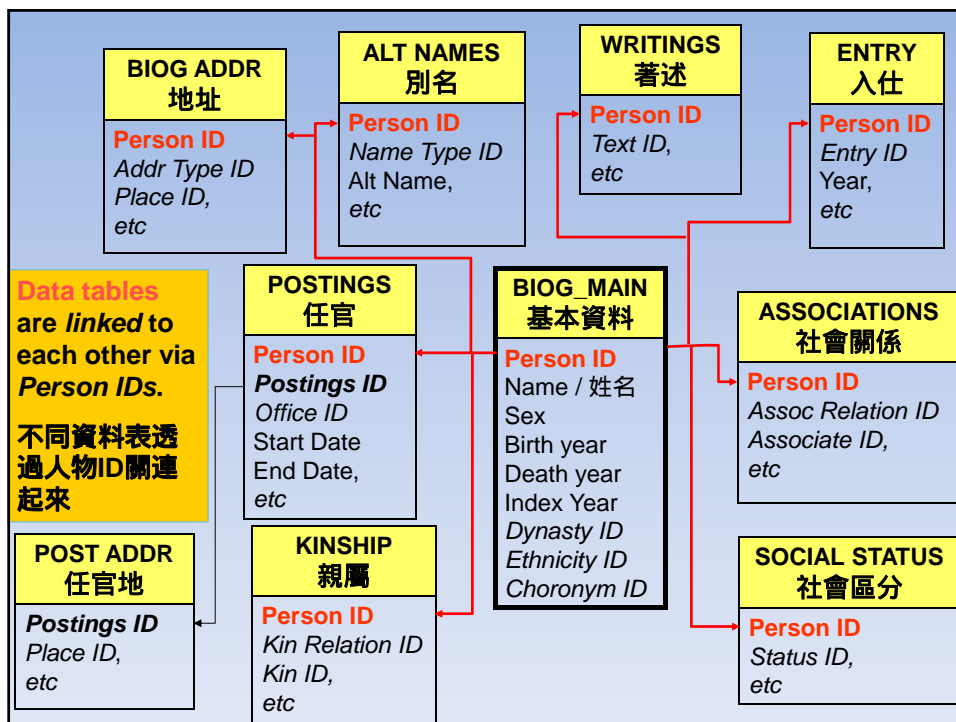 BIOG ADDR
地址
Person ID
Addr Type ID
Place ID,
etc
ALT NAMES
別名
Person ID
Name Type ID
Alt Name,
etc
WRITINGS
著述
Person ID
Text ID,
etc
ENTRY
入仕
Person ID
Entry ID
Year,
etc
Data tables
are linked to
each other via
Person IDs.
不同資料表透
過人物ID關連
起來
POSTINGS
任官
Person ID
Postings ID
Office ID
Start Date
End Date,
etc
BIOG_MAIN
基本資料
Person ID
Name / 姓名
Sex
Birth year
Death year
Index Year
Dynasty ID
Ethnicity ID
Choronym ID
ASSOCIATIONS
社會關係
Person ID
Assoc Relation ID
Associate ID,
etc
POST ADDR
任官地
Postings ID
Place ID,
etc
KINSHIP
親屬
Person ID
Kin Relation ID
Kin ID,
etc
SOCIAL STATUS
社會區分
Person ID
Status ID,
etc